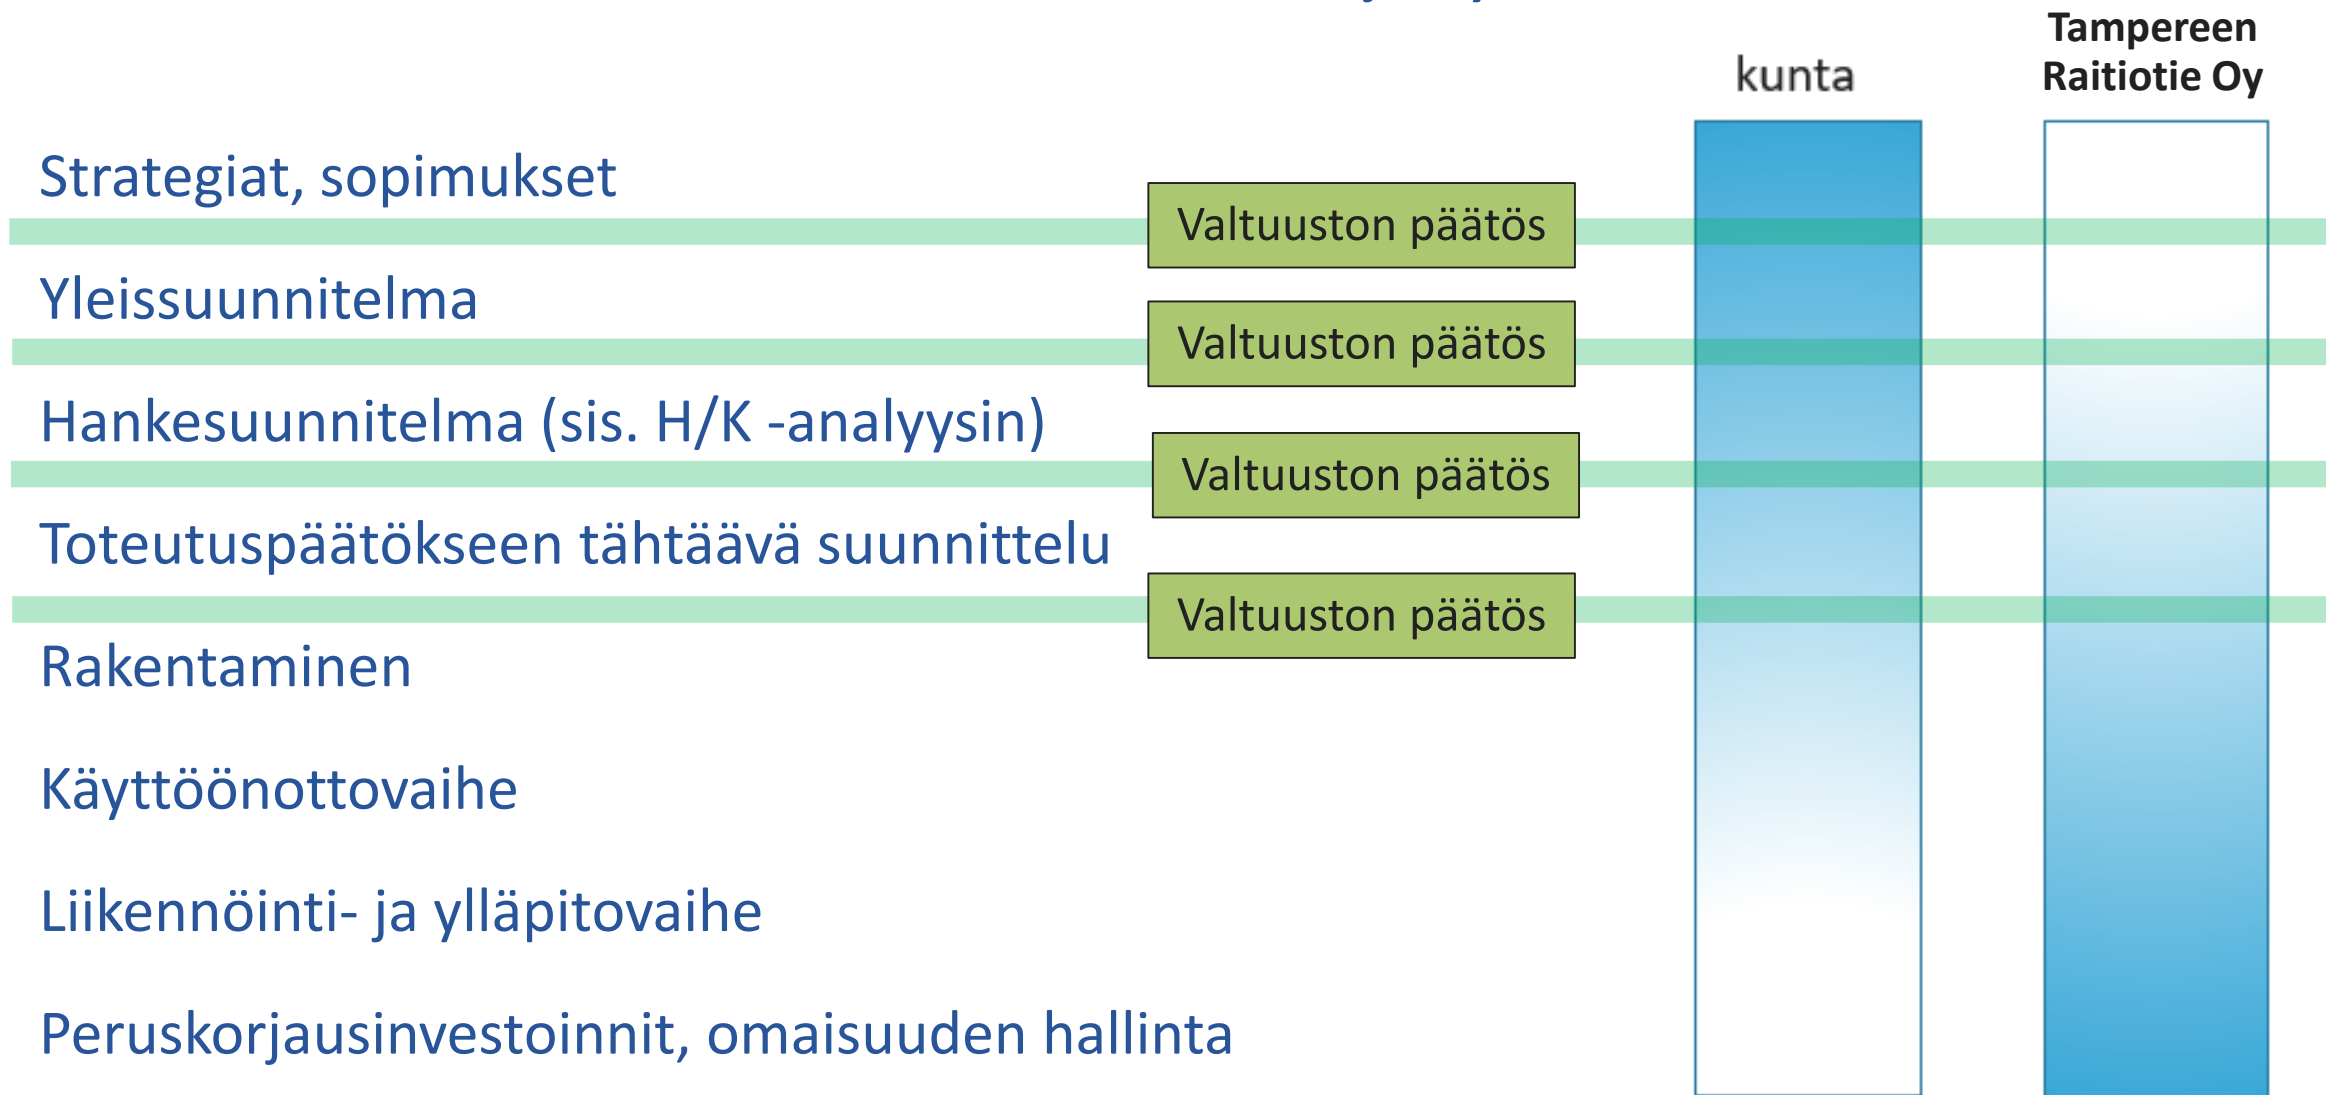 kunta
Tampereen
Raitiotie Oy
Strategiat, sopimukset
Valtuuston päätös
Yleissuunnitelma
Valtuuston päätös
Hankesuunnitelma (sis. H/K -analyysin)
Valtuuston päätös
Toteutuspäätökseen tähtäävä suunnittelu
Valtuuston päätös
Rakentaminen
Käyttöönottovaihe
Liikennöinti- ja ylläpitovaihe
Peruskorjausinvestoinnit, omaisuuden hallinta